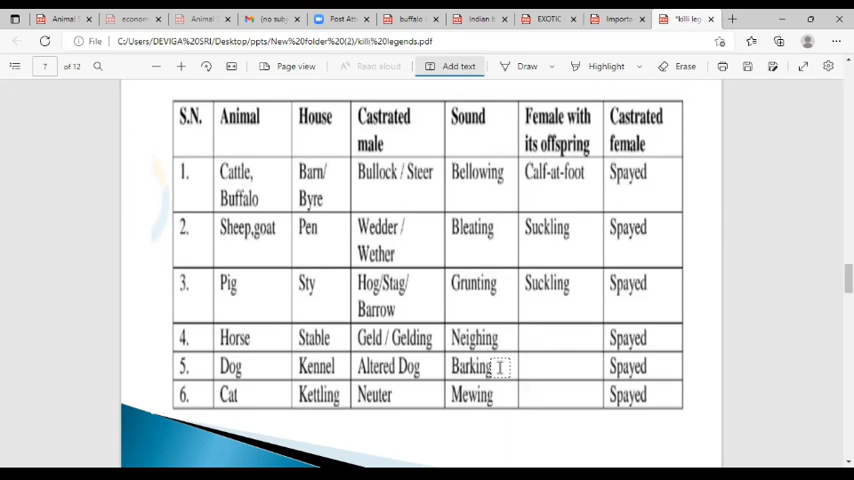 Animal S
econom
Animal S
(no subj
Post Att
buffalo l
Indian b
EXOTIC
Importa
*killi leg
File C:/Users/DEVIGA SRI/Desktop/ppts/New%20folder%20(2)/killi%20legends.pdf
7 of 12 Page view Read aloud Add text Draw Highlight Erase
S.N. Animal House Castrated male Sound Female with its offspring Castrated female
1. Cattle, Buffalo Barn/ Byre Bullock / Steer Bellowing Calf-at-foot Spayed
2. Sheep,goat Pen Wedder / Wether Bleating Suckling Spayed
3. Pig Sty Hog/Stag/ Barrow Grunting Suckling Spayed
4. Horse Stable Geld / Gelding Neighing Spayed
5. Dog Kennel Altered Dog Barking Spayed
6. Cat Kettling Neuter Mewing Spayed